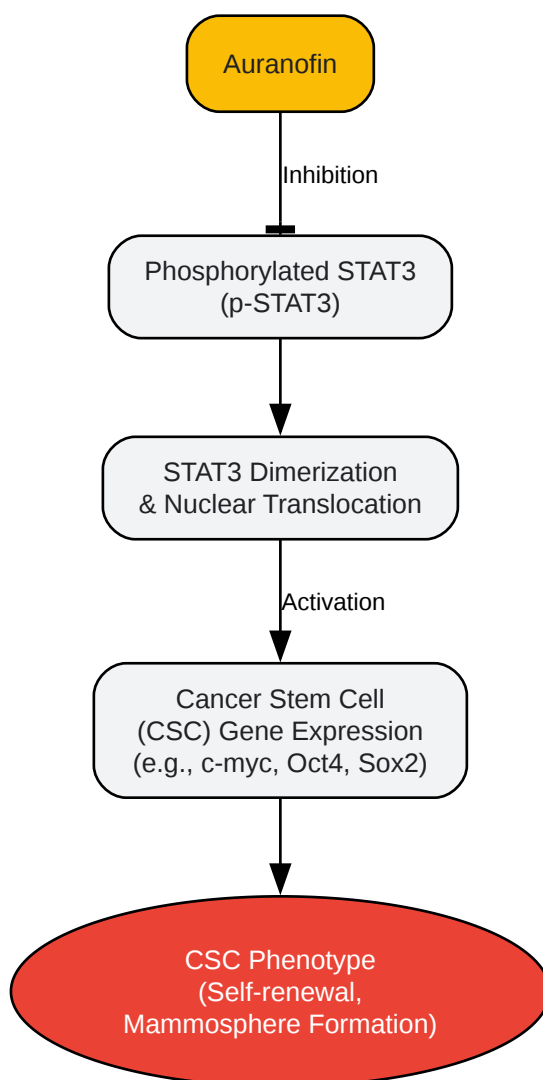 Auranofin
Inhibition
Phosphorylated STAT3
(p-STAT3)
STAT3 Dimerization
& Nuclear Translocation
Activation
Cancer Stem Cell
(CSC) Gene Expression
(e.g., c-myc, Oct4, Sox2)
CSC Phenotype
(Self-renewal,
Mammosphere Formation)